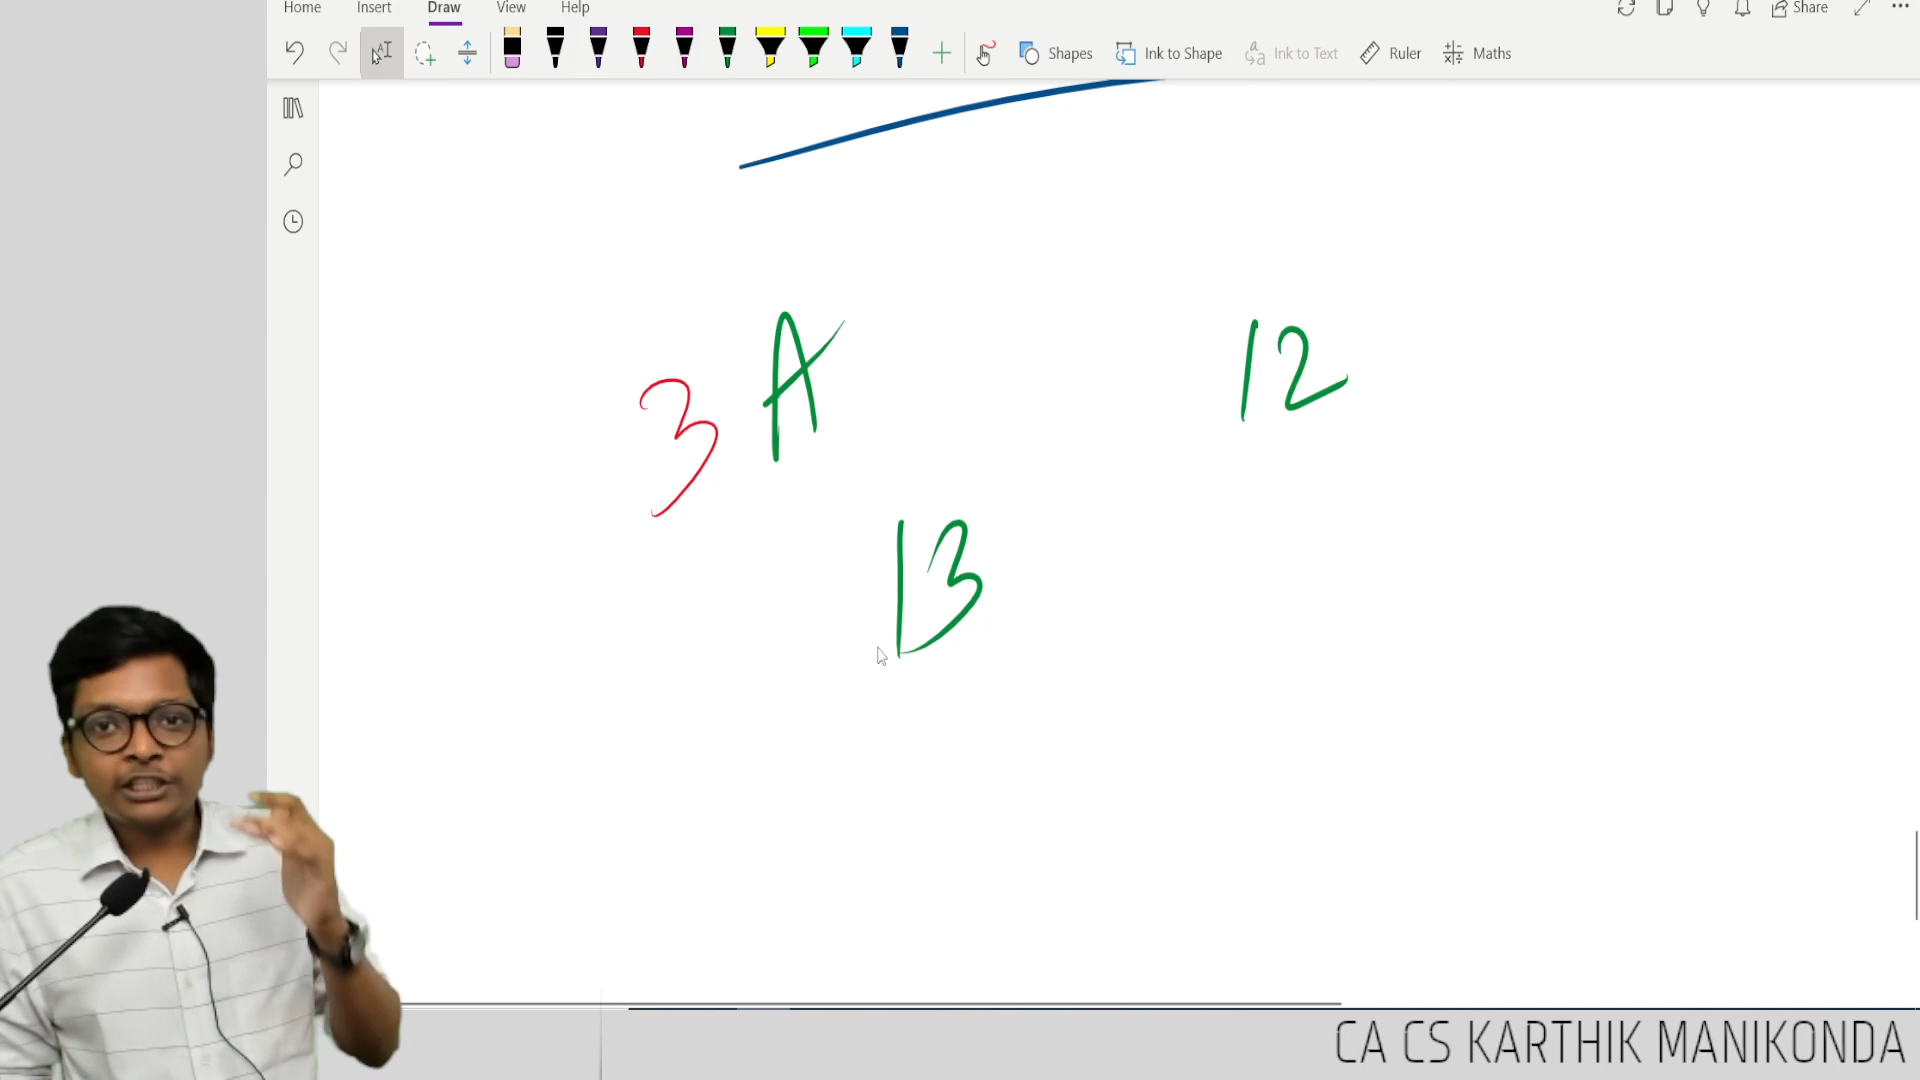 Home Insert Draw View Help Share
Shapes Ink to Shape Ink to Text Ruler Maths
A 12
3
13
CA CS KARTHIK MANIKONDA